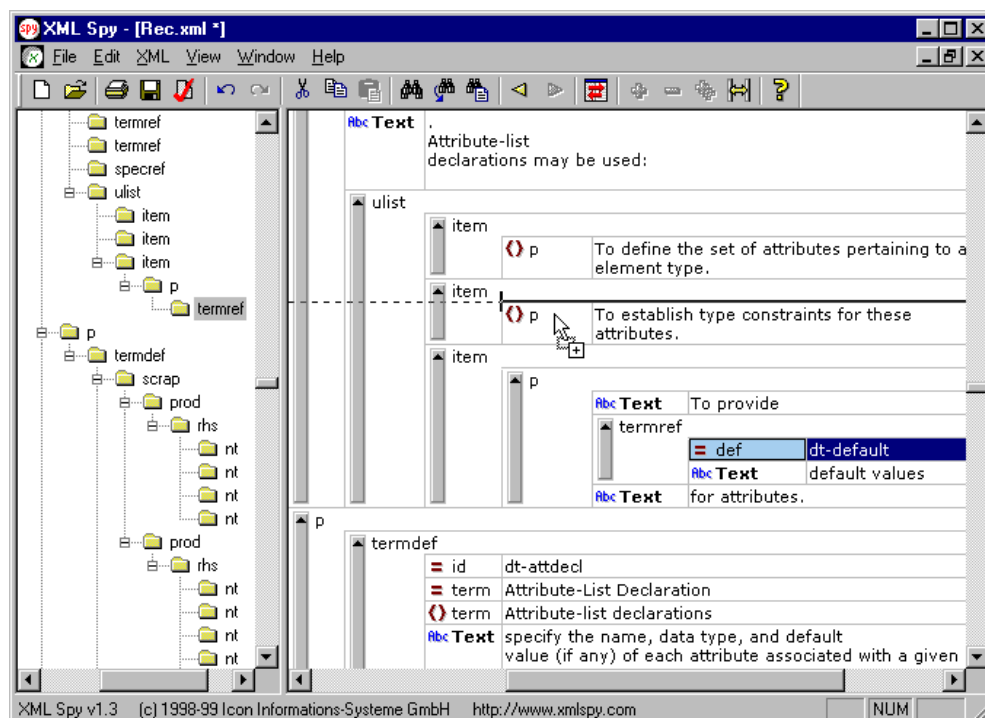 spy XML Spy - [Rec.xml *]
File Edit XML View Window Help
termref
termref
specref
ulist
item
item
item
p
termref
p
termdef
scrap
prod
rhs
nt
nt
nt
nt
prod
rhs
nt
nt
nt
nt
Abc Text .
Attribute-list
declarations may be used:
ulist
item
p To define the set of attributes pertaining to a
element type.
item
p To establish type constraints for these
attributes.
item
p
Abc Text To provide
termref
= def dt-default
Abc Text default values
Abc Text for attributes.
p
termdef
= id dt-attdecl
= term Attribute-List Declaration
() term Attribute-list declarations
Abc Text specify the name, data type, and default
value (if any) of each attribute associated with a given
XML Spy v1.3 (c) 1998-99 Icon Informations-Systeme GmbH http://www.xmlspy.com NUM